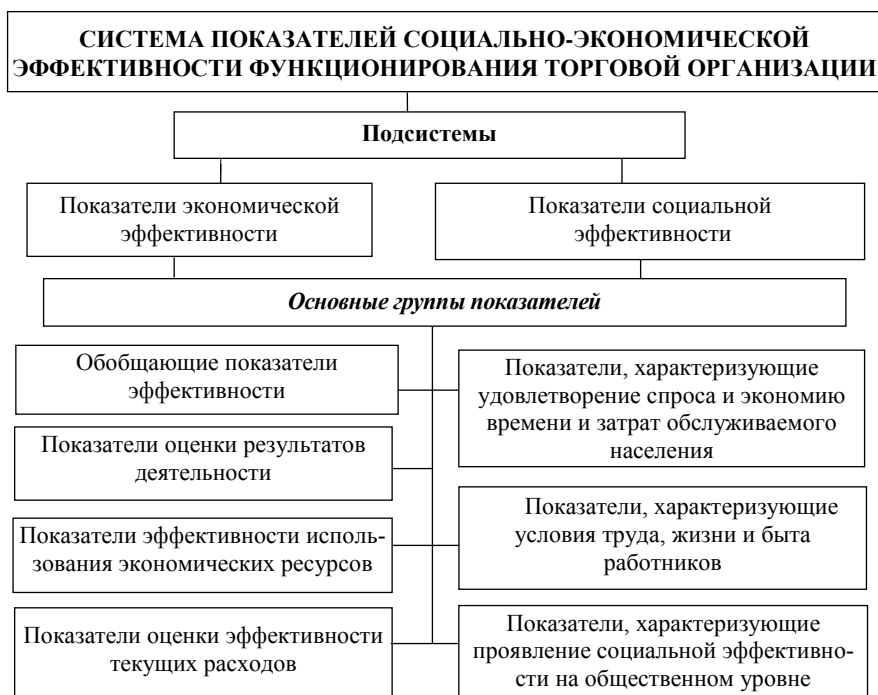 СИСТЕМА ПОКАЗАТЕЛЕЙ СОЦИАЛЬНО-ЭКОНОМИЧЕСКОЙ
ЭФФЕКТИВНОСТИ ФУНКЦИОНИРОВАНИЯ ТОРГОВОЙ ОРГАНИЗАЦИИ
Подсистемы
Показатели экономической
эффективности
Показатели социальной
эффективности
Основные группы показателей
Обобщающие показатели
эффективности
Показатели оценки результатов
деятельности
Показатели эффективности исполь-
зования экономических ресурсов
Показатели оценки эффективности
текущих расходов
Показатели, характеризующие
удовлетворение спроса и экономию
времени и затрат обслуживаемого
населения
Показатели, характеризующие
условия труда, жизни и быта
работников
Показатели, характеризующие
проявление социальной эффективно-
сти на общественном уровне